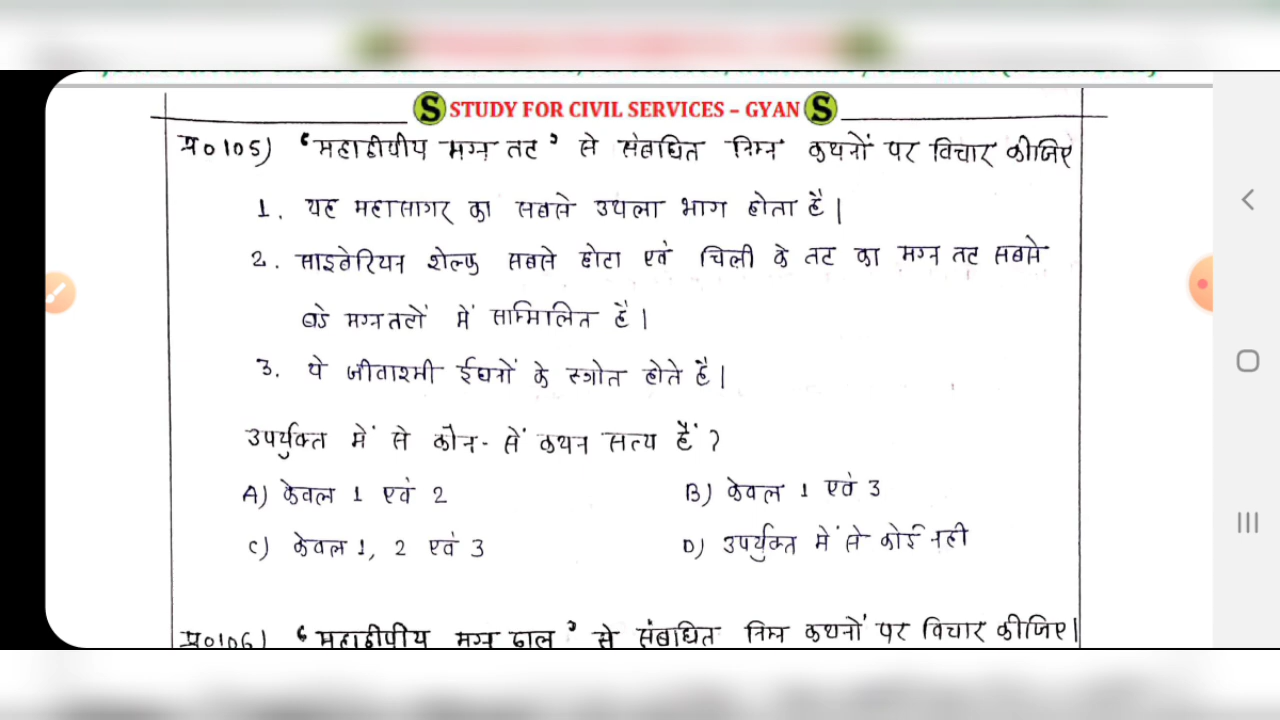 STUDY FOR CIVIL SERVICES – GYAN
प्र०105) ‘महाद्वीपीय मग्न तट’ से संबंधित निम्न कथनों पर विचार कीजिए
1. यह महासागर का सबसे उथला भाग होता है।
2. साइबेरियन शेल्फ सबसे छोटा एवं चिली के तट का मग्न तट सबसे
बडे मग्नतटों में साम्मिलित है।
3. ये जीवाश्मी ईंधनों के स्त्रोत होते है।
उपर्युक्त में से कौन-सें कथन सत्य हैं?
A) केवल 1 एवं 2
B) केवल 1 एवं 3
C) केवल 1, 2 एवं 3
D) उपर्युक्त में से कोई नही
प्र०106) ‘महाद्वीपीय मग्न ढाल’ से संबंधित निम्न कथनों पर विचार कीजिए।